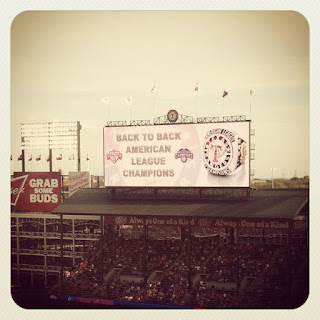 BACK TO BACK
AMERICAN
LEAGUE
CHAMPIONS
T
GRAB
SOME
BUDS
Always One of a Kind
Always One of a Kind